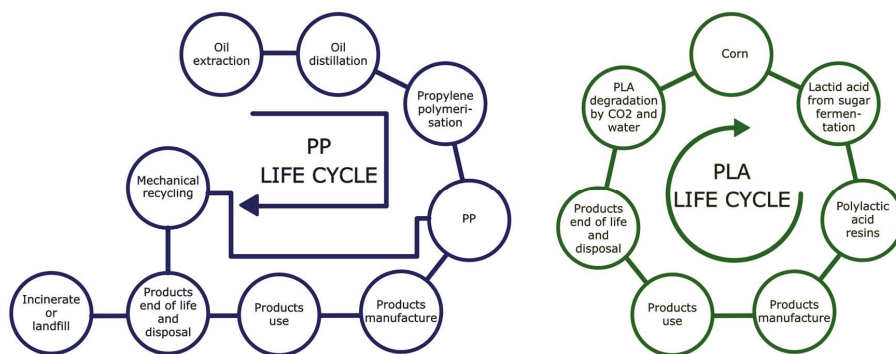 Oil
extraction
Oil
distillation
Propylene
polymeri-
sation
PP
LIFE CYCLE
Mechanical
recycling
PP
Incinerate
or
landfill
Products
end of life
and
disposal
Products
use
Products
manufacture
Corn
PLA
degradation
by CO2 and
water
Lactid acid
from sugar
fermen-
tation
PLA
LIFE CYCLE
Products
end of life
and
disposal
Polylactic
acid
resins
Products
use
Products
manufacture